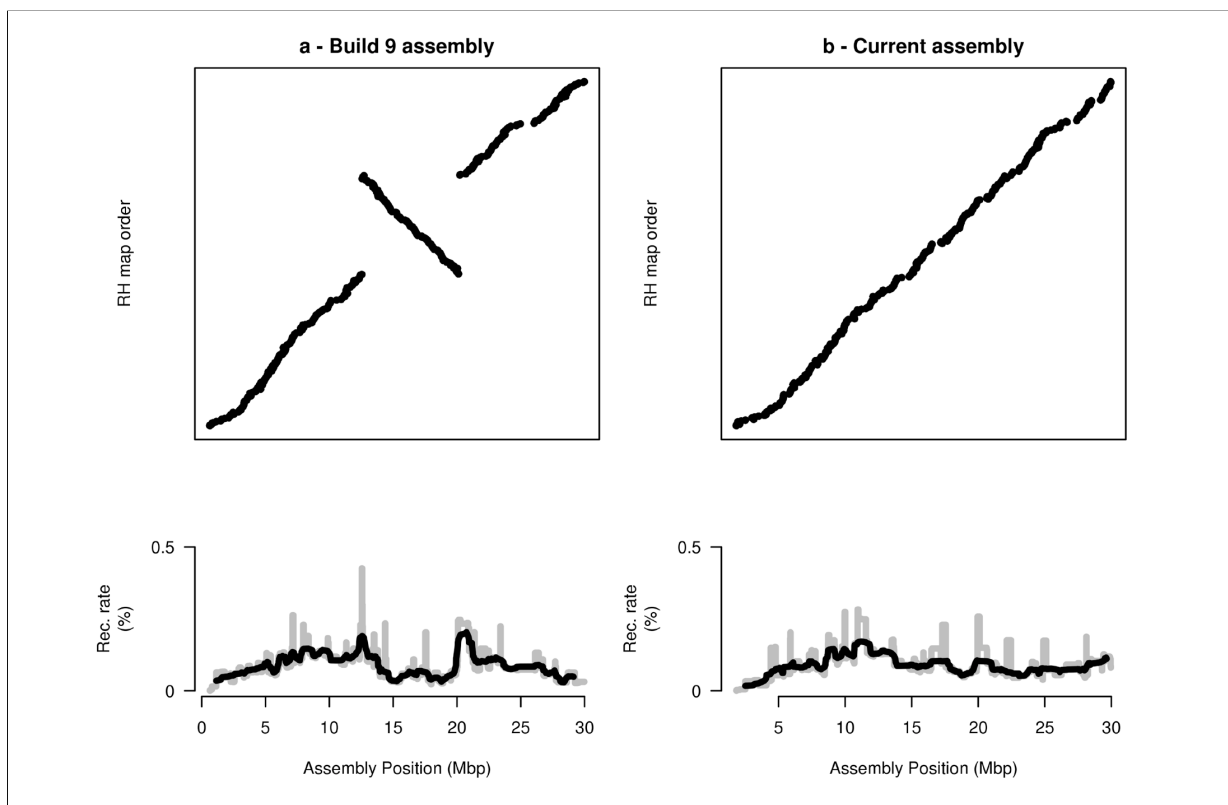 a - Build 9 assembly
RH map order
0.5
0
Rec. rate
(%)
0 5 10 15 20 25 30
Assembly Position (Mbp)
b - Current assembly
RH map order
0.5
0
Rec. rate
(%)
5 10 15 20 25 30
Assembly Position (Mbp)